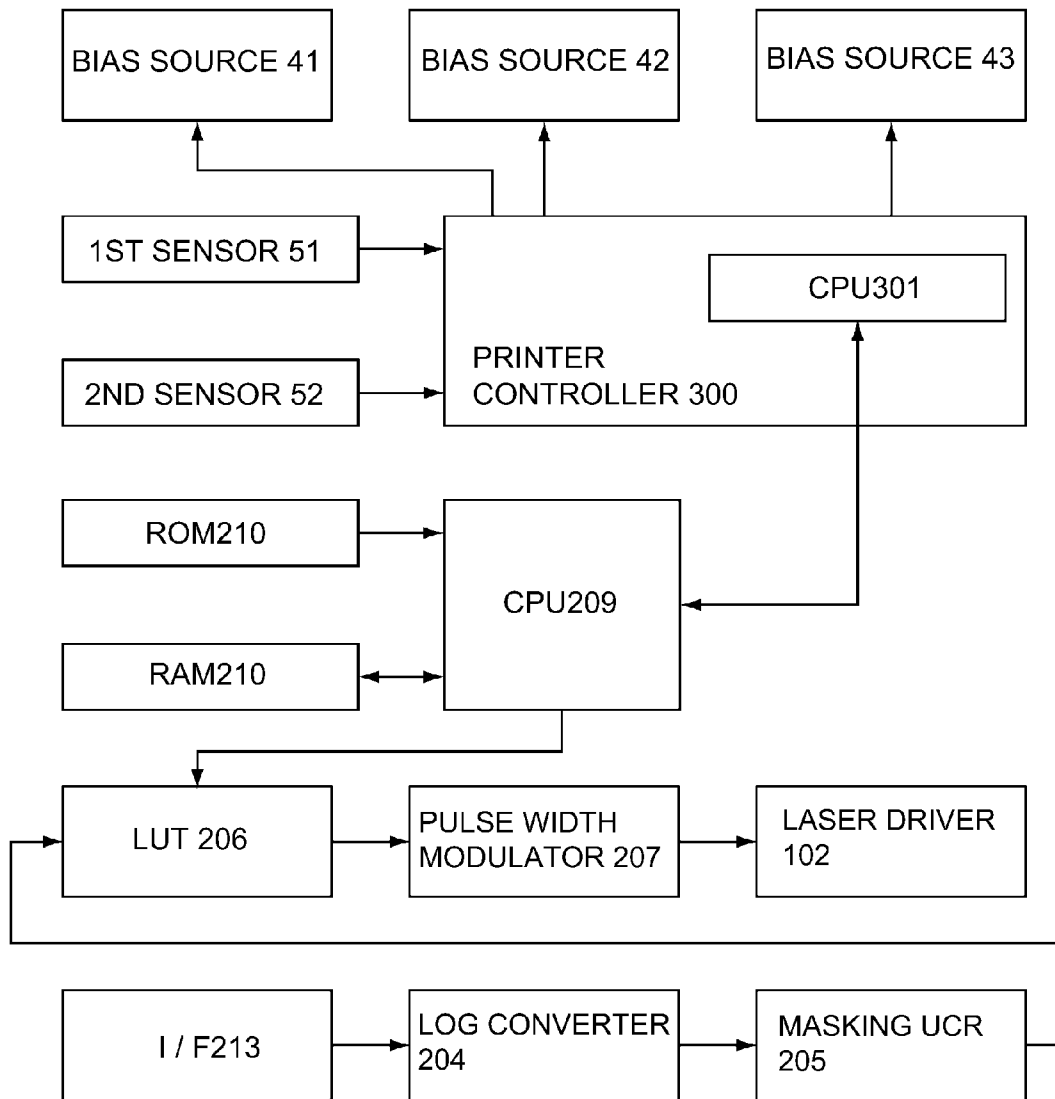 BIAS SOURCE 41
BIAS SOURCE 42
BIAS SOURCE 43
1ST SENSOR 51
CPU301
PRINTER
CONTROLLER 300
2ND SENSOR 52
ROM210
CPU209
RAM210
LUT 206
PULSE WIDTH
MODULATOR 207
LASER DRIVER
102
I / F213
LOG CONVERTER
204
MASKING UCR
205